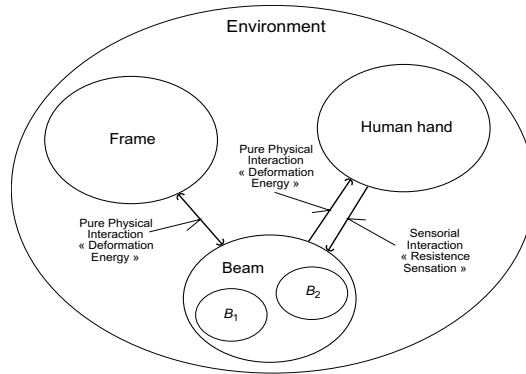 Environment
Frame
Human hand
Pure Physical
Interaction
« Deformation
Energy »
Pure Physical
Interaction
« Deformation
Energy »
Sensorial
Interaction
« Resistence
Sensation »
Beam
B1
B2